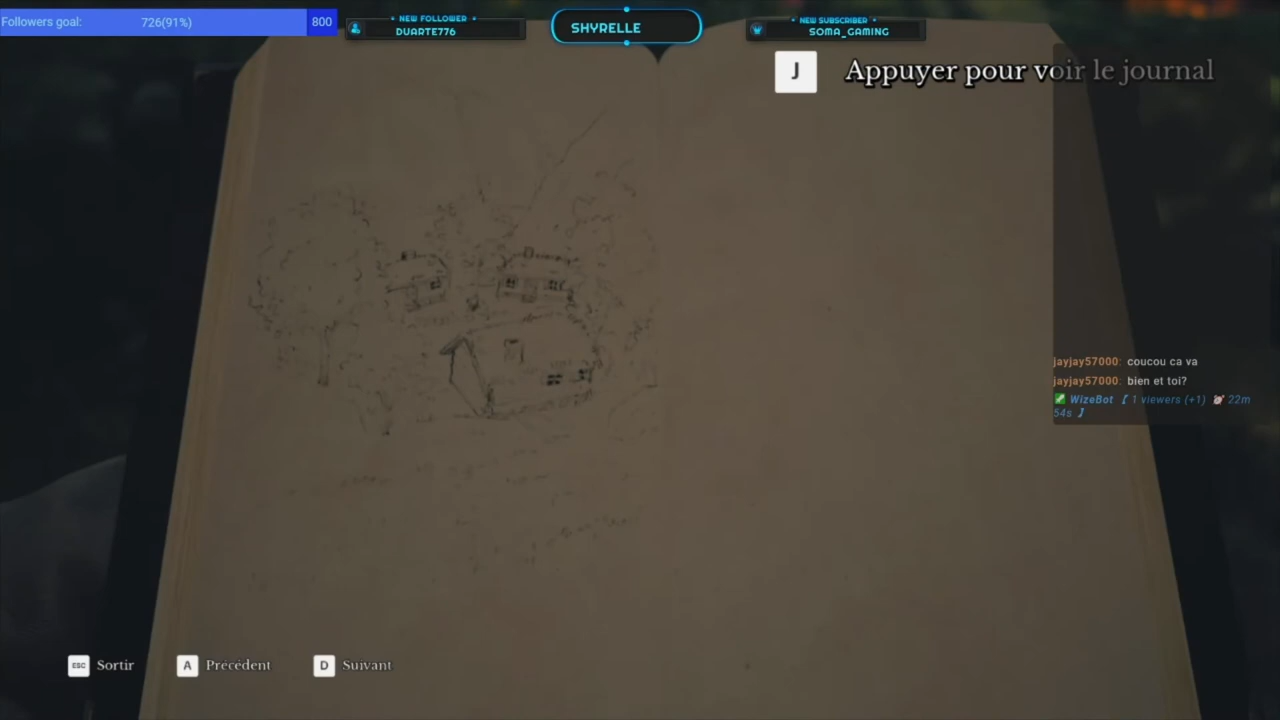 Followers goal: 726(91%) 800
• NEW FOLLOWER •
DUARTE776
SHYRELLE
• NEW SUBSCRIBER •
SOMA_GAMING
J Appuyer pour voir le journal
jayjay57000: coucou ca va
jayjay57000: bien et toi?
WizeBot [ 1 viewers (+1) 22m
54s ]
ESC Sortir A Précédent D Suivant